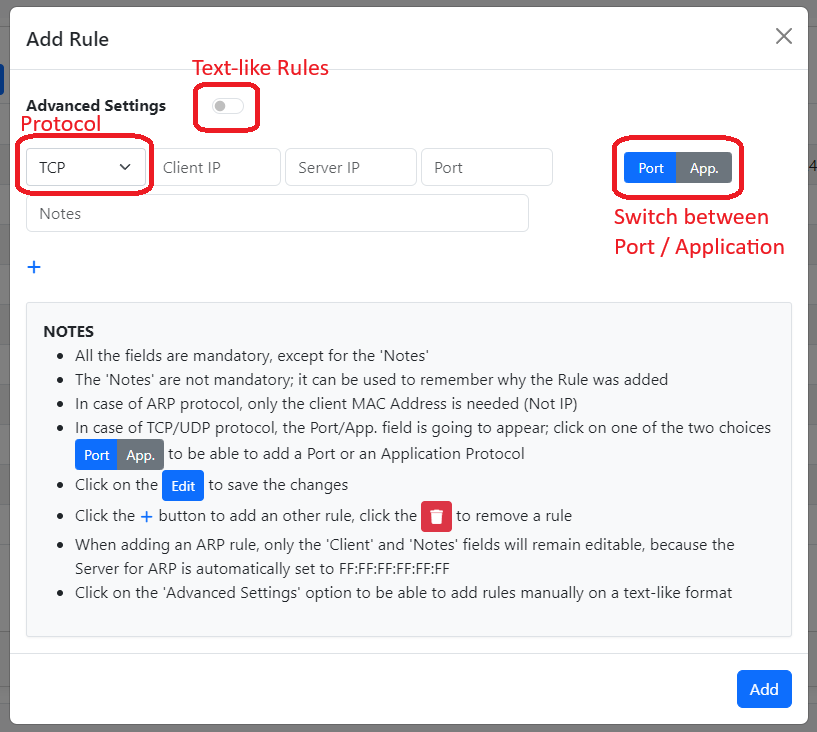 Add Rule
Text-like Rules
Advanced Settings
Protocol
TCP
Client IP
Server IP
Port
Port App.
Notes
Switch between
Port / Application
+
NOTES
• All the fields are mandatory, except for the 'Notes'
• The 'Notes' are not mandatory; it can be used to remember why the Rule was added
• In case of ARP protocol, only the client MAC Address is needed (Not IP)
• In case of TCP/UDP protocol, the Port/App. field is going to appear; click on one of the two choices
Port App. to be able to add a Port or an Application Protocol
• Click on the Edit to save the changes
• Click the + button to add an other rule, click the to remove a rule
• When adding an ARP rule, only the 'Client' and 'Notes' fields will remain editable, because the
Server for ARP is automatically set to FF:FF:FF:FF:FF:FF
• Click on the 'Advanced Settings' option to be able to add rules manually on a text-like format
Add